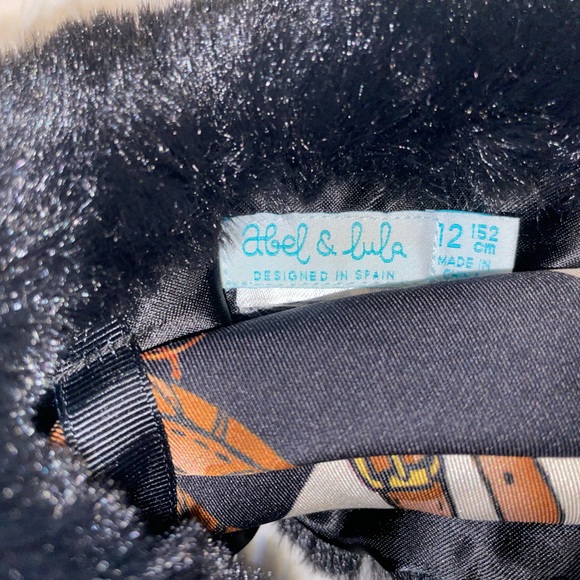 abel & lula
DESIGNED IN SPAIN
12 152
cm
MADE IN